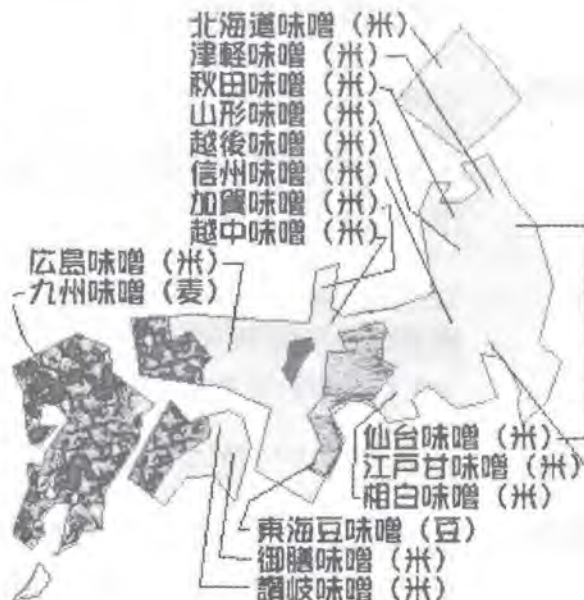 北海道味噌（米）
津軽味噌（米）
秋田味噌（米）
山形味噌（米）
越後味噌（米）
信州味噌（米）
加賀味噌（米）
越中味噌（米）
広島味噌（米）
九州味噌（麦）
仙台味噌（米）
江戸甘味噌（米）
相白味噌（米）
東海豆味噌（豆）
御膳味噌（米）
讃岐味噌（米）